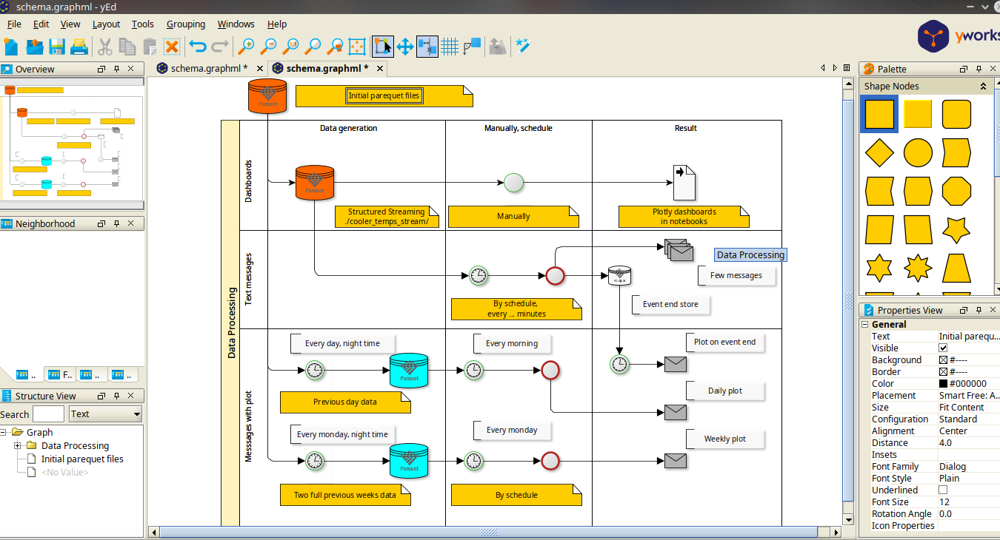 schema.graphml - yEd
File Edit View Layout Tools Grouping Windows Help
1:1
yworks
Overview
schema.graphml *
schema.graphml *
Palette
Shape Nodes
Parquet
Initial parequet files
Data Processing
Data generation
Manually, schedule
Result
Dashboards
Parquet
Structured Streaming
./cooler_temps_stream/
Manually
Plotly dashboards
in notebooks
Text messages
By schedule,
every ... minutes
Data Processing
Few messages
Event end store
Messsages with plot
Every day, night time
Every morning
Plot on event end
Parquet
Previous day data
Daily plot
Every monday, night time
Every monday
Weekly plot
Parquet
Two full previous weeks data
By schedule
Neighborhood
..
F..
..
..
Structure View
Search
Text
Graph
Data Processing
Initial parequet files
<No Value>
Properties View
General
Text Initial parequ...
Visible
Background #----
Border #----
Color #000000
Placement Smart Free: A...
Size Fit Content
Configuration Standard
Alignment Center
Distance 4.0
Insets
Font Family Dialog
Font Style Plain
Underlined
Font Size 12
Rotation Angle 0.0
Icon Properties